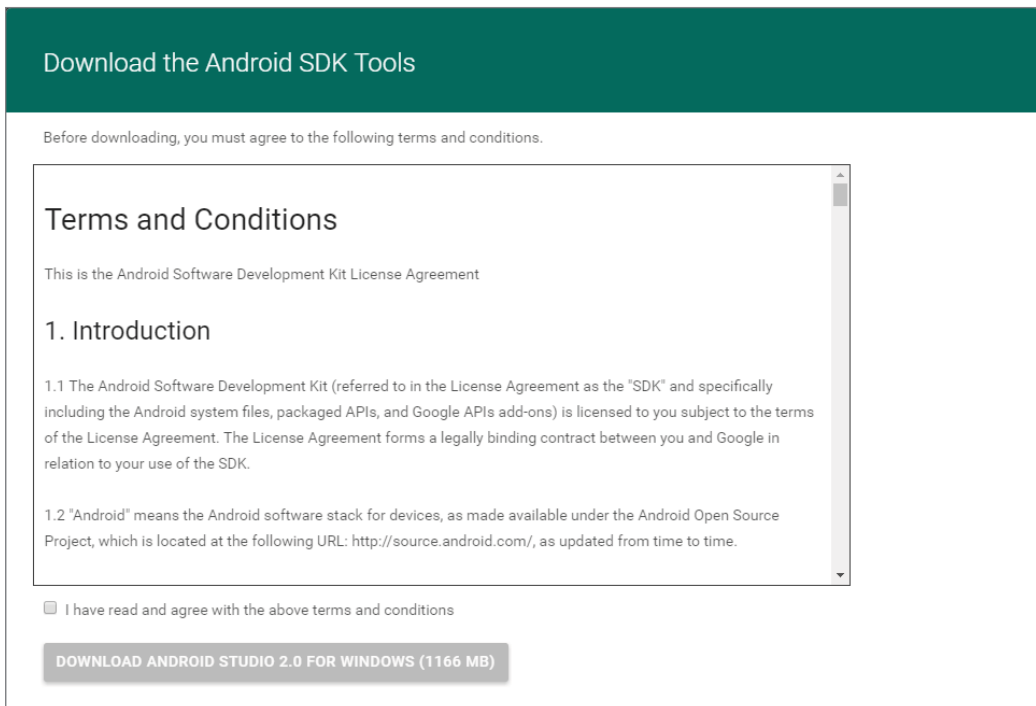 Download the Android SDK Tools
Before downloading, you must agree to the following terms and conditions.
Terms and Conditions
This is the Android Software Development Kit License Agreement
1. Introduction
1.1 The Android Software Development Kit (referred to in the License Agreement as the "SDK" and specifically
including the Android system files, packaged APIs, and Google APIs add-ons) is licensed to you subject to the terms
of the License Agreement. The License Agreement forms a legally binding contract between you and Google in
relation to your use of the SDK.
1.2 "Android" means the Android software stack for devices, as made available under the Android Open Source
Project, which is located at the following URL: http://source.android.com/, as updated from time to time.
I have read and agree with the above terms and conditions
DOWNLOAD ANDROID STUDIO 2.0 FOR WINDOWS (1166 MB)